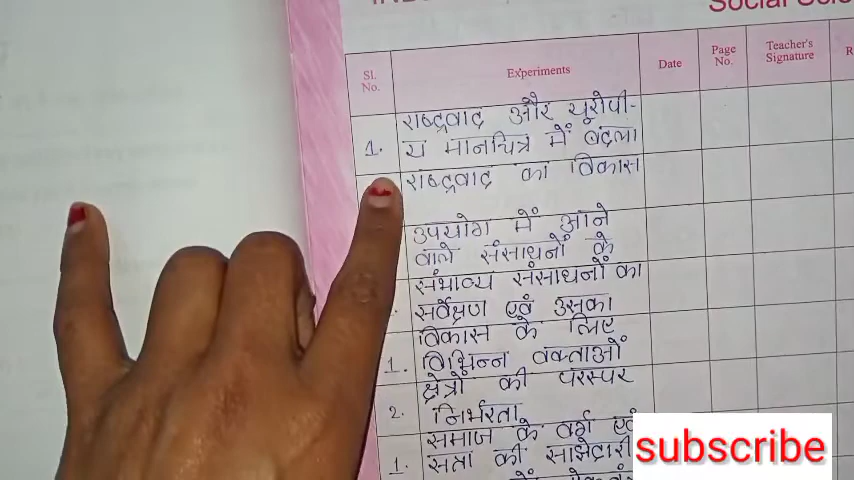 Social
Sl. No.
Experiments
Date
Page No.
Teacher's Signature
राष्ट्रवाद और यूरोपी-
1. य मानचित्र में बदला
राष्ट्रवाद का विकास
उपयोग में आने
वाले संसाधनों के
संभाव्य संसाधनों का
सर्वेक्षण एवं उसका
विकास के लिए
1. विभिन्न वक्ताओं
क्षेत्रों की परस्पर
2. निर्भरता
समाज के वर्ग एवं
1. सत्ता की साझेदारी
subscribe